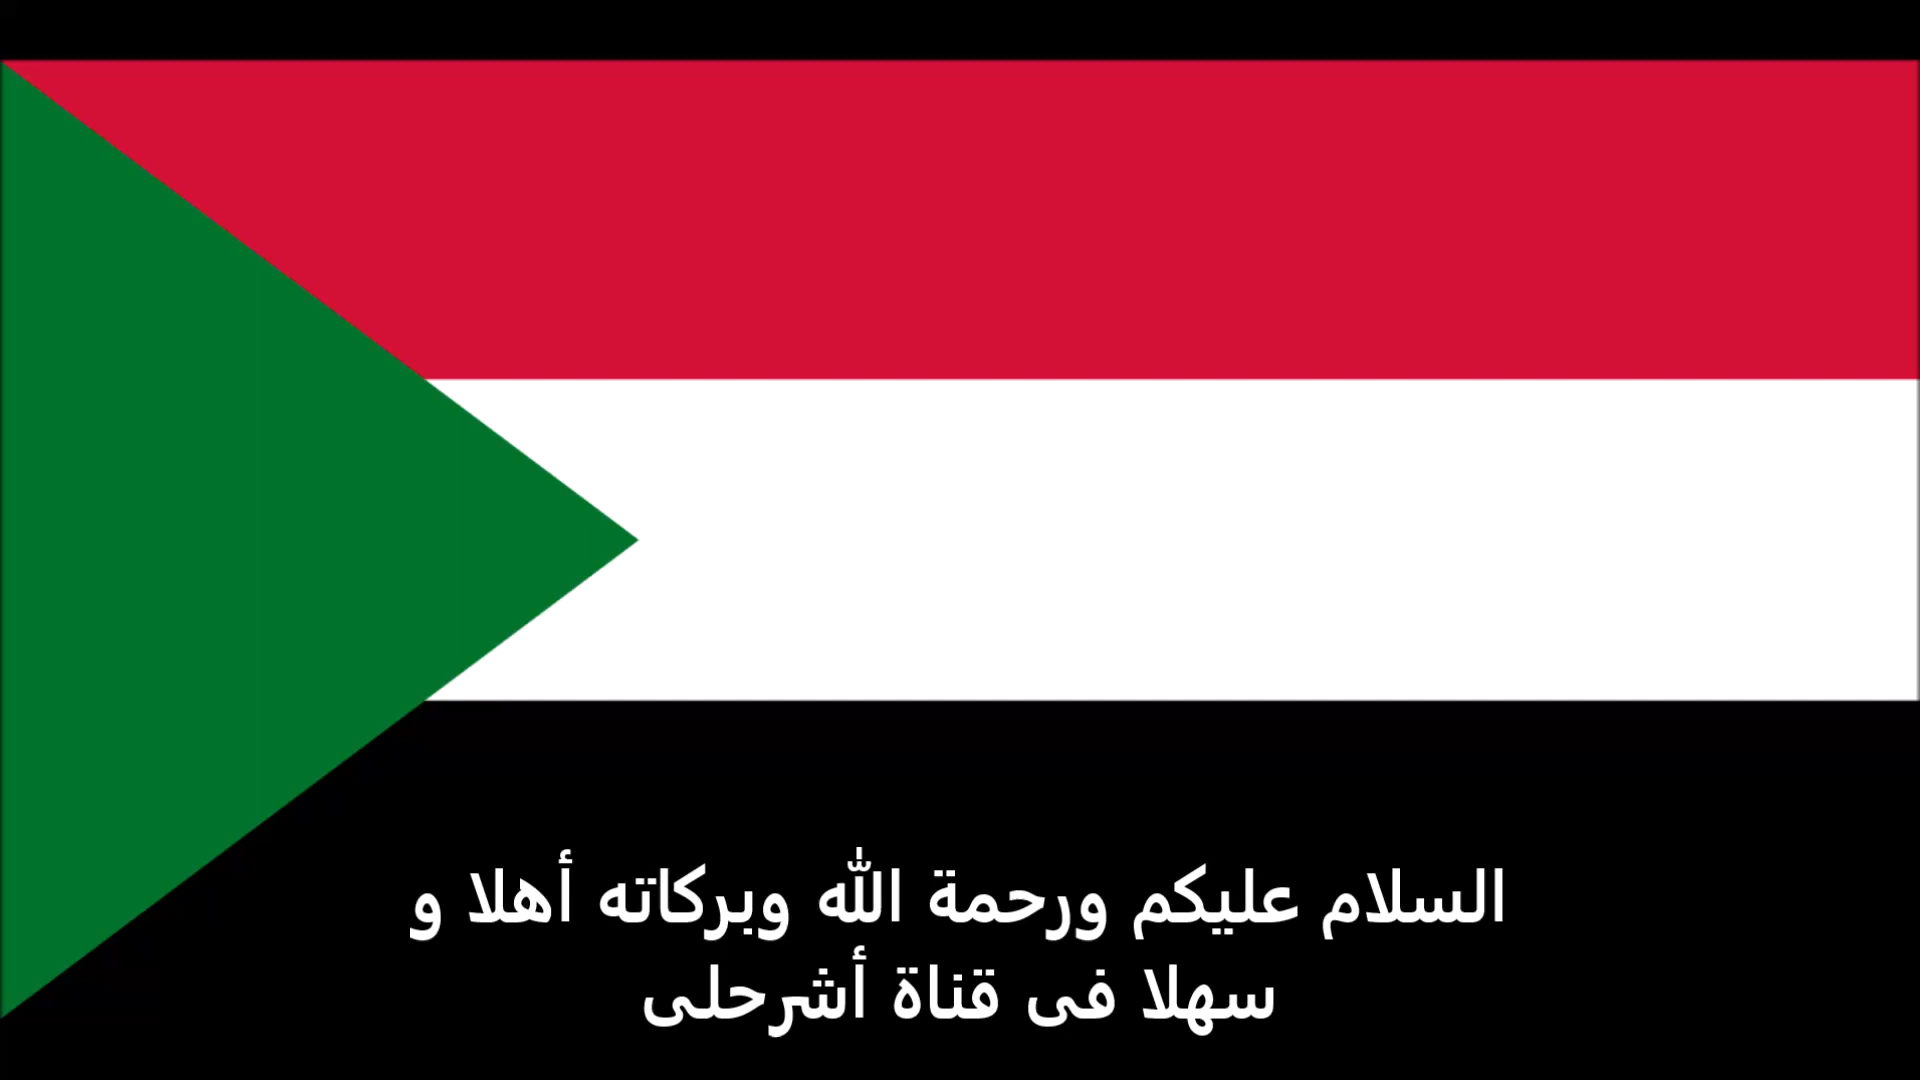 السلام عليكم ورحمة الله وبركاته أهلا و
سهلا فى قناة أشرحلى